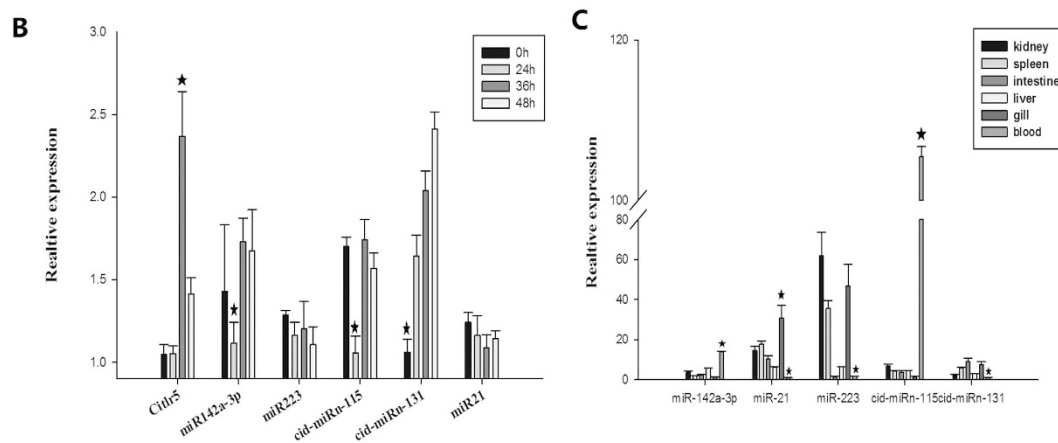 B
Realtive expression
3.0
2.5
2.0
1.5
1.0
0h
24h
36h
48h
Citlr5
miR142a-3p
miR223
cid-miRn-115
cid-miRn-131
miR21
C
Realtive expression
120
100
80
60
40
20
0
kidney
spleen
intestine
liver
gill
blood
miR-142a-3p
miR-21
miR-223
cid-miRn-115
cid-miRn-131